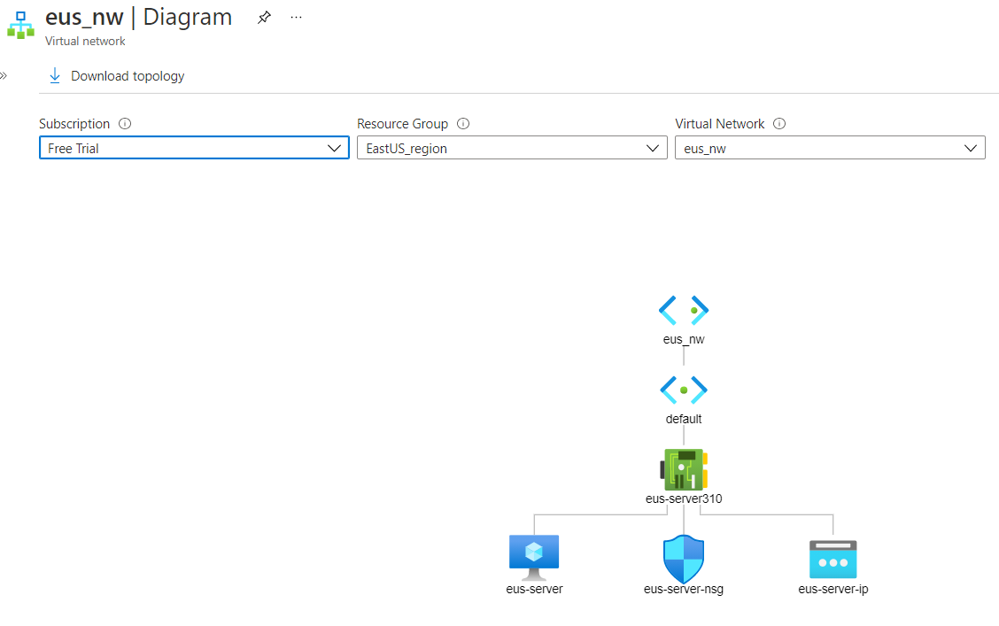 eus_nw | Diagram
Virtual network
Download topology
Subscription
Resource Group
Virtual Network
Free Trial
EastUS_region
eus_nw
eus_nw
default
eus-server310
eus-server
eus-server-nsg
eus-server-ip